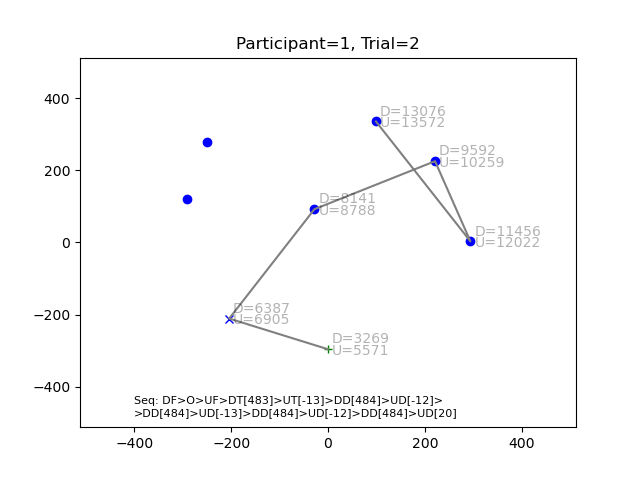 Participant=1, Trial=2
400
200
0
−200
−400
−400
−200
0
200
400
D=13076
U=13572
D=9592
U=10259
D=8141
U=8788
D=11456
U=12022
D=6387
U=6905
D=3269
U=5571
Seq: DF>O>UF>DT[483]>UT[-13]>DD[484]>UD[-12]>
>DD[484]>UD[-13]>DD[484]>UD[-12]>DD[484]>UD[20]